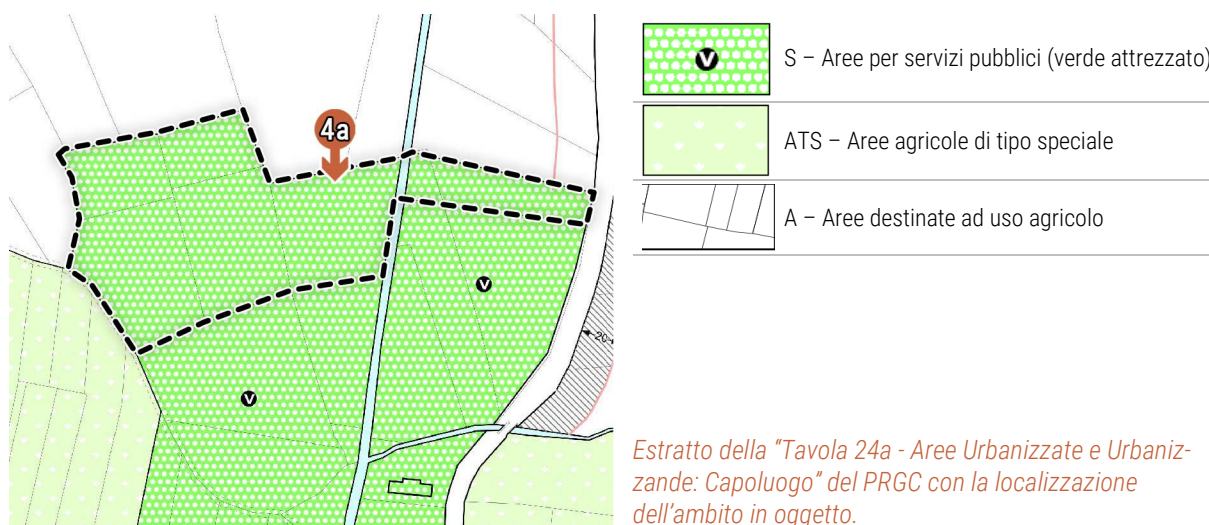 4a
V
V
20
V
S – Aree per servizi pubblici (verde attrezzato)
ATS – Aree agricole di tipo speciale
A – Aree destinate ad uso agricolo
Estratto della "Tavola 24a - Aree Urbanizzate e Urbaniz-
zande: Capoluogo" del PRGC con la localizzazione
dell'ambito in oggetto.